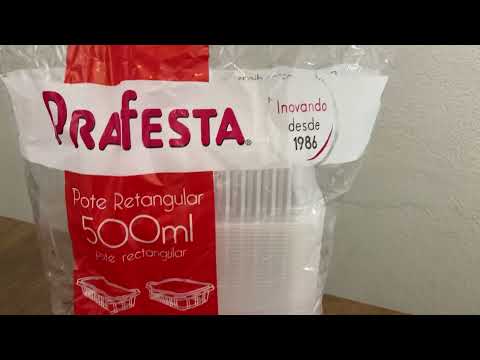 PRAFESTA®
Inovando
desde
1986
Pote Retangular
500ml
Pote rectangular